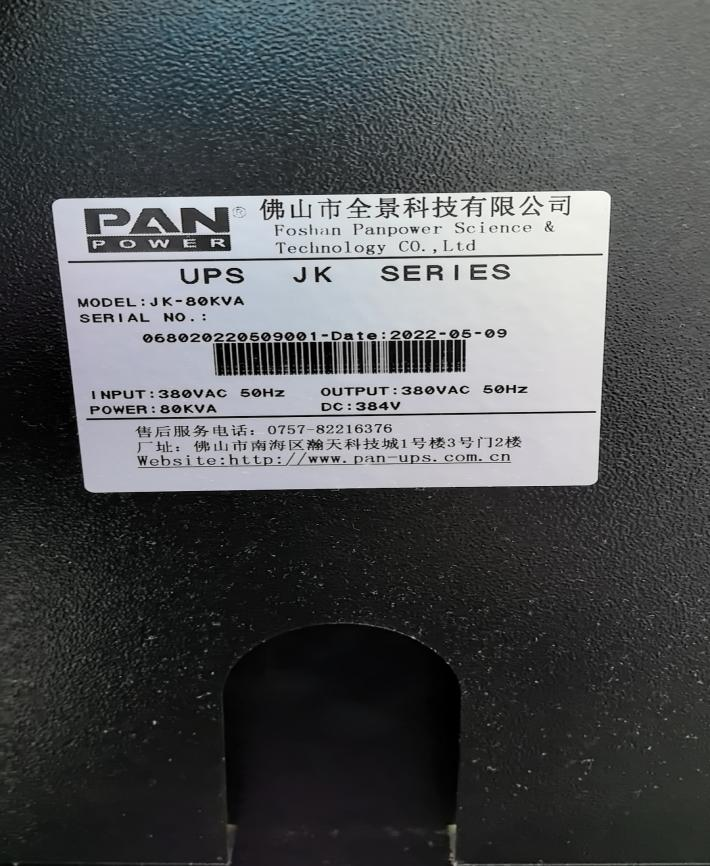 PAN® 佛山市全景科技有限公司
POWER Foshan Panpower Science &
Technology CO.,Ltd
UPS JK SERIES
MODEL:JK-80KVA
SERIAL NO.:
068020220509001-Date:2022-05-09
INPUT:380VAC 50Hz OUTPUT:380VAC 50Hz
POWER:80KVA DC:384V
售后服务电话: 0757-82216376
厂址: 佛山市南海区瀚天科技城1号楼3号门2楼
Website:http://www.pan-ups.com.cn